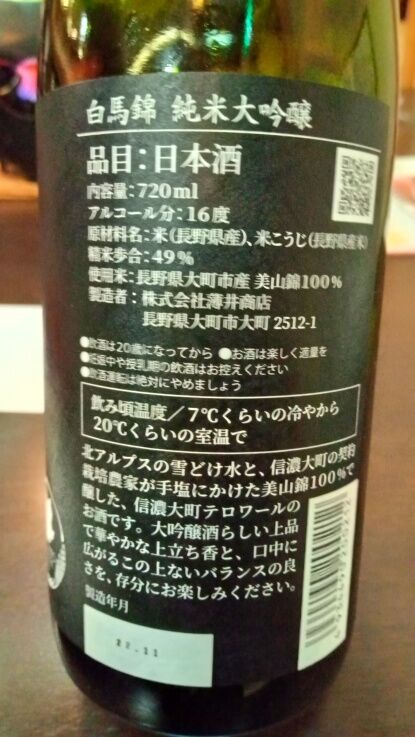 白馬錦 純米大吟醸
品目：日本酒
内容量：720ml
アルコール分：16度
原材料名：米（長野県産）、米こうじ（長野県産米）
精米歩合：49％
使用米：長野県大町市産 美山錦100％
製造者：株式会社薄井商店
長野県大町市大町 2512-1
●飲酒は20歳になってから ●お酒は楽しく適量を
●妊娠中や授乳期の飲酒はお控えください
●飲酒運転は絶対にやめましょう
飲み頃温度／7℃くらいの冷やから
20℃くらいの室温で
北アルプスの雪どけ水と、信濃大町の契約
栽培農家が手塩にかけた美山錦100％で
醸した、信濃大町テロワールの
お酒です。大吟醸酒らしい上品
で華やかな上立ち香と、口中に
広がるこの上ないバランスの良
さを、存分にお楽しみください。
製造年月
22.11